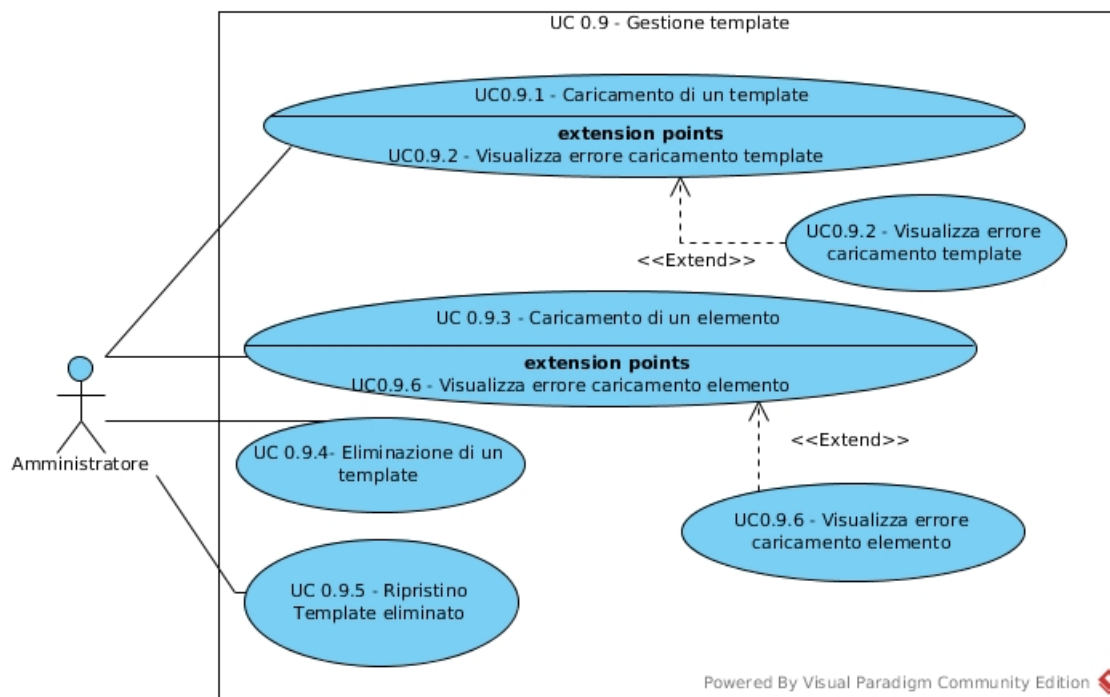 UC 0.9 - Gestione template
UC0.9.1 - Caricamento di un template
extension points
UC0.9.2 - Visualizza errore caricamento template
UC0.9.2 - Visualizza errore
caricamento template
<<Extend>>
UC 0.9.3 - Caricamento di un elemento
extension points
UC0.9.6 - Visualizza errore caricamento elemento
<<Extend>>
Amministratore
UC 0.9.4- Eliminazione di un
template
UC0.9.6 - Visualizza errore
caricamento elemento
UC 0.9.5 - Ripristino
Template eliminato
Powered By Visual Paradigm Community Edition